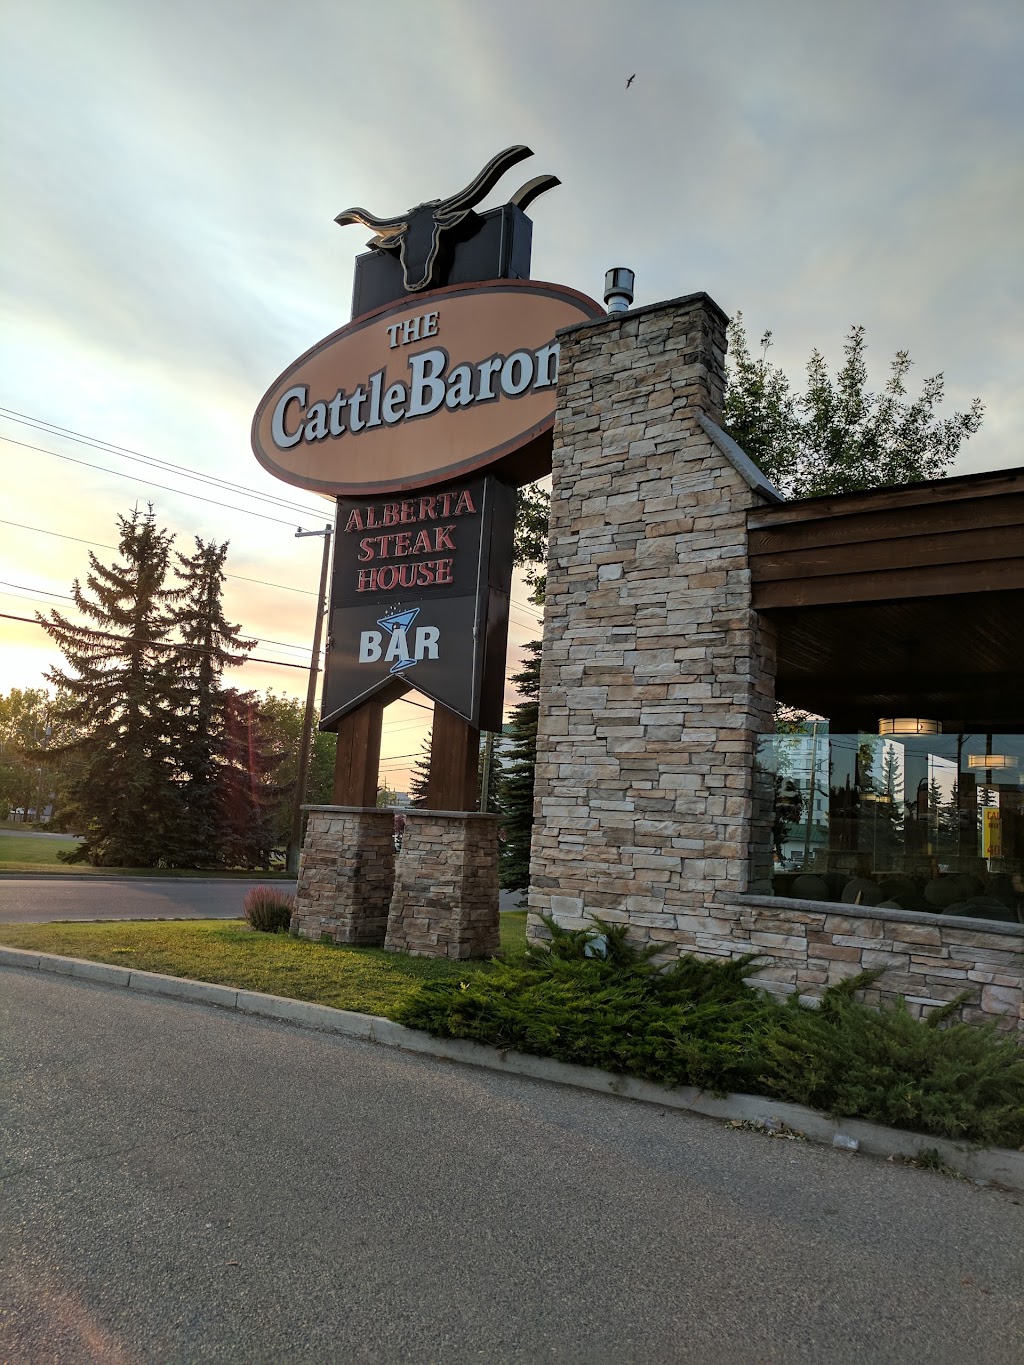 THE
CattleBaron
ALBERTA
STEAK
HOUSE
BAR